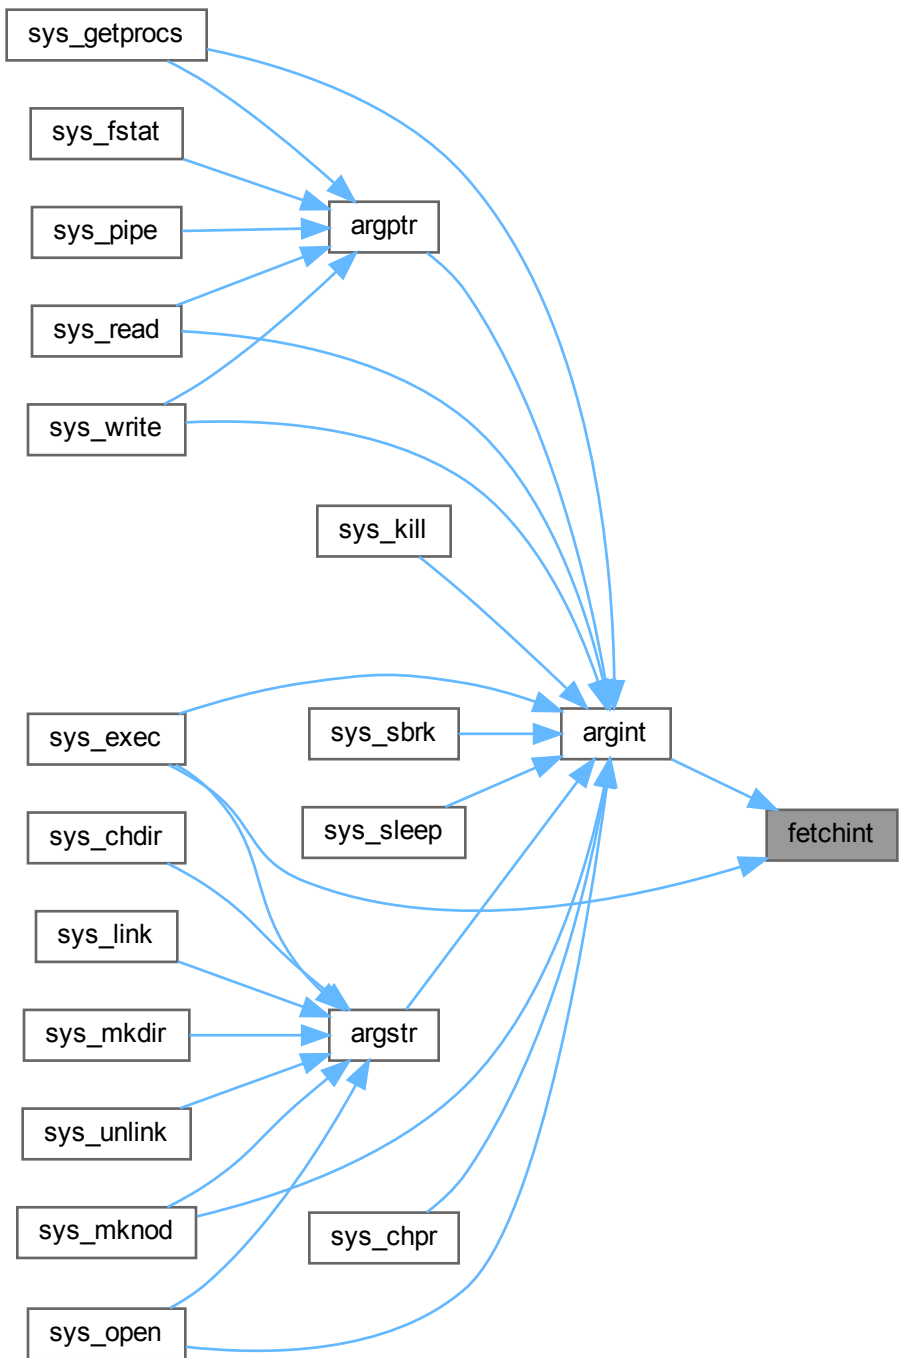 sys_getprocs
sys_fstat
argptr
sys_pipe
sys_read
sys_write
sys_kill
sys_exec
sys_sbrk
argint
sys_chdir
sys_sleep
fetchint
sys_link
sys_mkdir
argstr
sys_unlink
sys_mknod
sys_chpr
sys_open